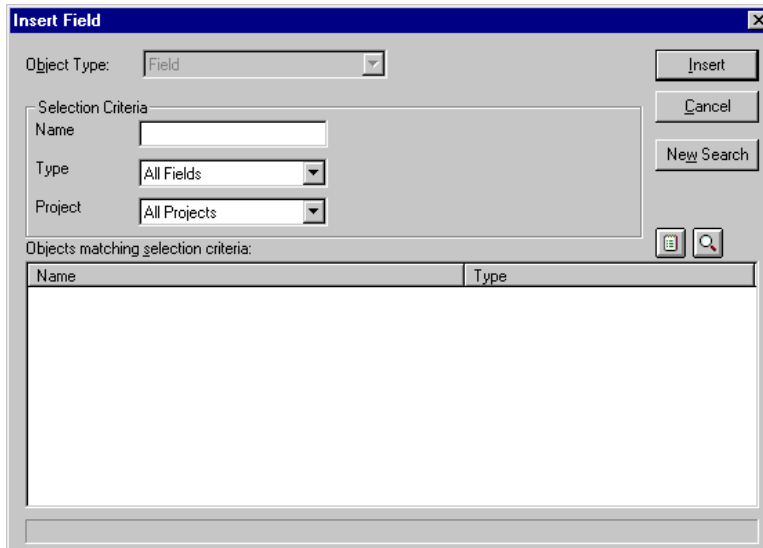 Insert Field
Object Type: Field
Insert
Selection Criteria
Cancel
Name
New Search
Type All Fields
Project All Projects
Objects matching selection criteria:
Name Type